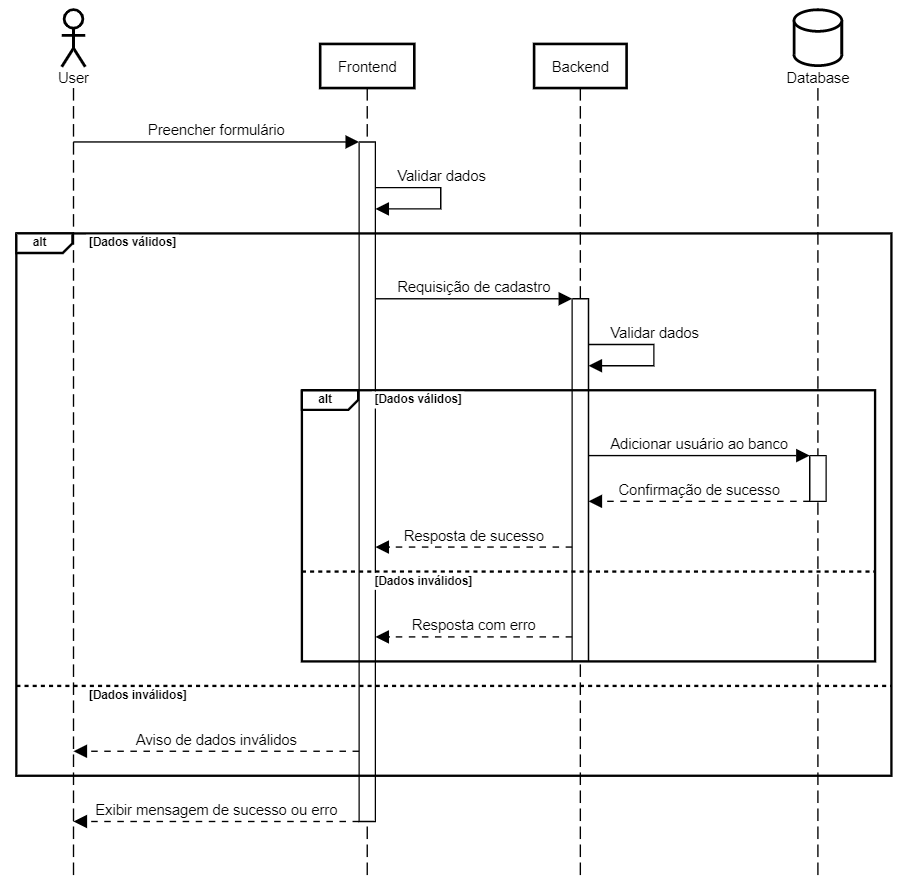 User
Frontend
Backend
Database
Preencher formulário
Validar dados
alt
[Dados válidos]
Requisição de cadastro
Validar dados
alt
[Dados válidos]
Adicionar usuário ao banco
Confirmação de sucesso
Resposta de sucesso
[Dados inválidos]
Resposta com erro
[Dados inválidos]
Aviso de dados inválidos
Exibir mensagem de sucesso ou erro